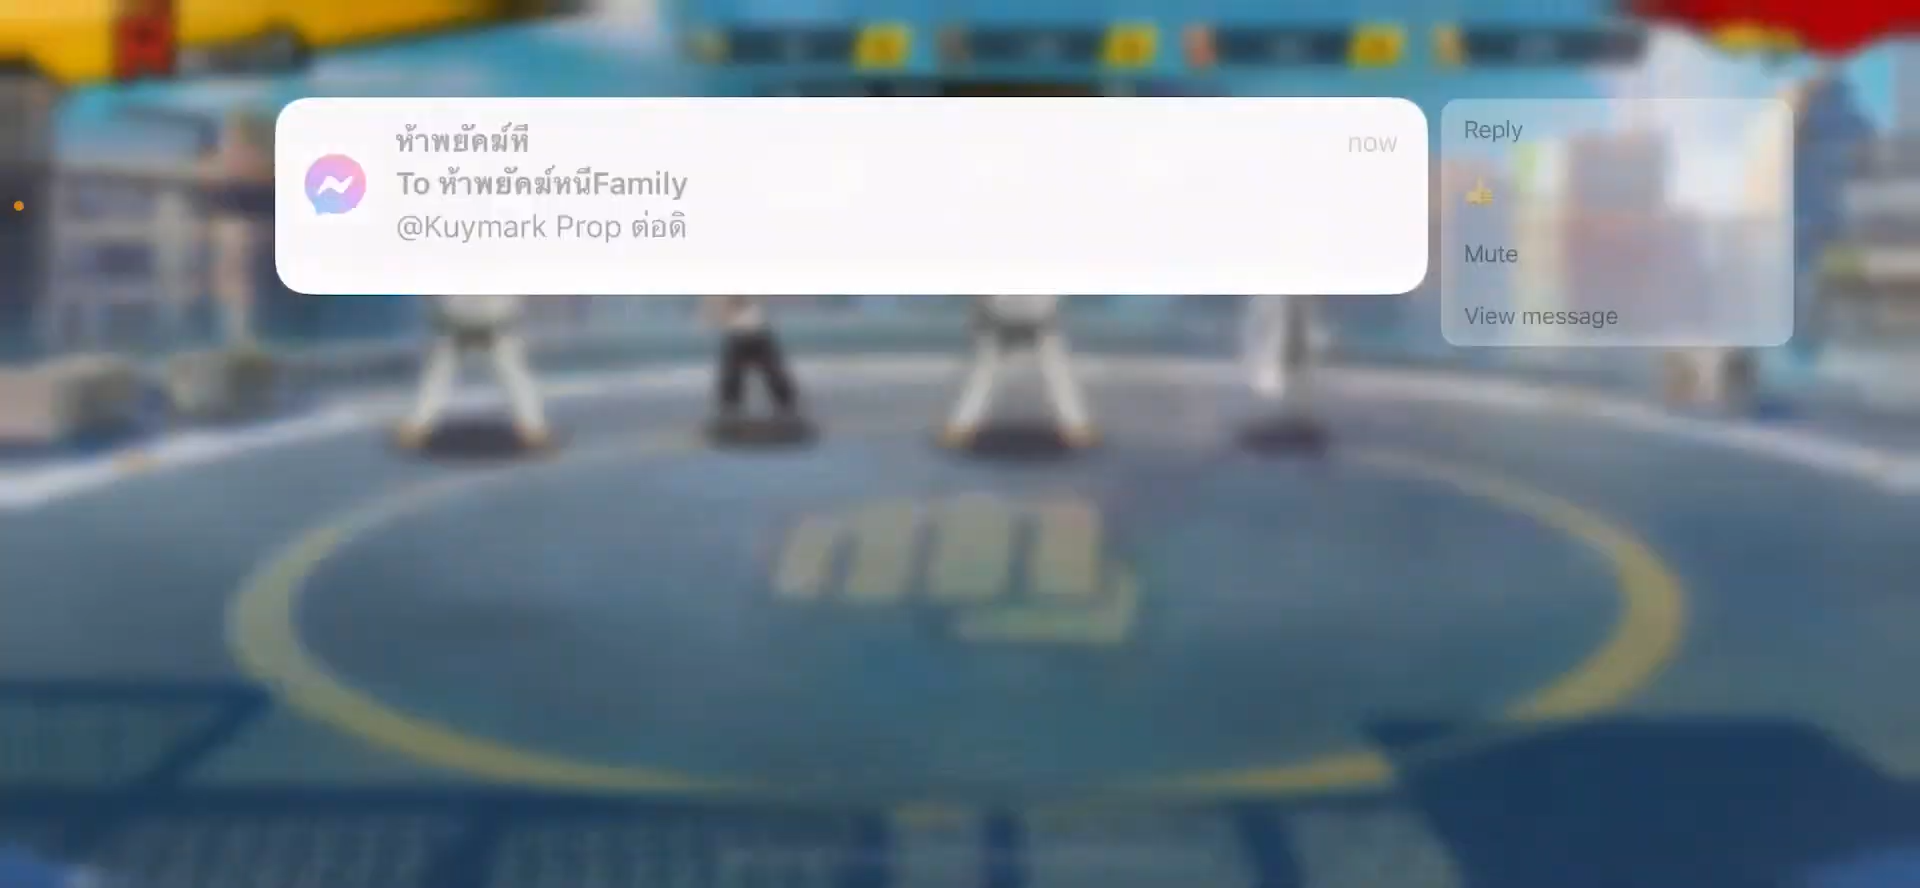 ห้าพยัคฆ์หี
now
To ห้าพยัคฆ์หนีFamily
@Kuymark Prop ต่อดิ
Reply
👍
Mute
View message